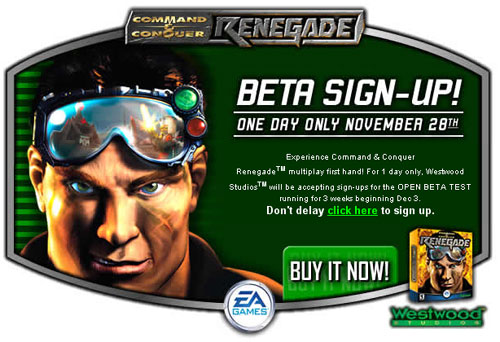 COMMAND & CONQUER RENEGADE
BETA SIGN-UP!
ONE DAY ONLY NOVEMBER 28TH
Experience Command & Conquer
Renegade™ multiplay first hand! For 1 day only, Westwood
Studios™ will be accepting sign-ups for the OPEN BETA TEST
running for 3 weeks beginning Dec 3.
Don't delay click here to sign up.
BUY IT NOW!
RENEGADE
EA
GAMES
Westwood
STUDIOS